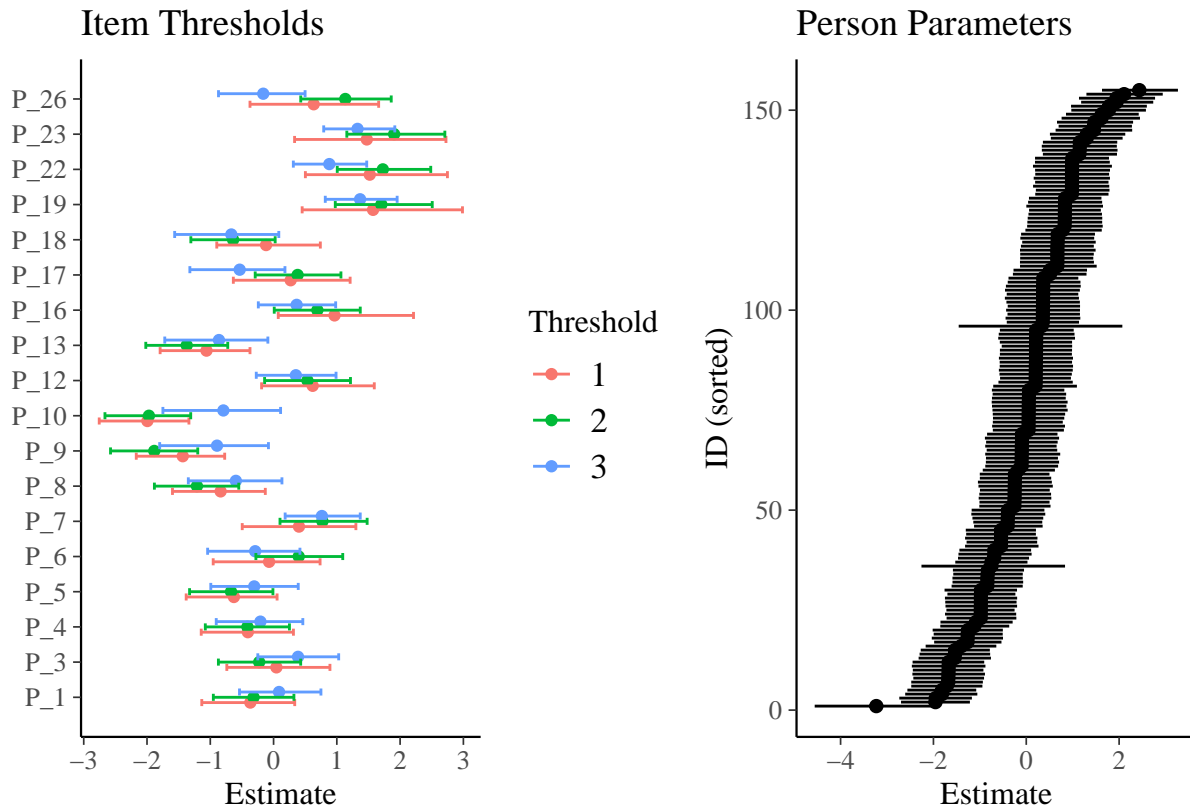 Item Thresholds
P_26
P_23
P_22
P_19
P_18
P_17
P_16
P_13
P_12
P_10
P_9
P_8
P_7
P_6
P_5
P_4
P_3
P_1
−3 −2 −1 0 1 2 3
Estimate
Threshold
1
2
3
Person Parameters
ID (sorted)
150
100
50
0
−4 −2 0 2
Estimate